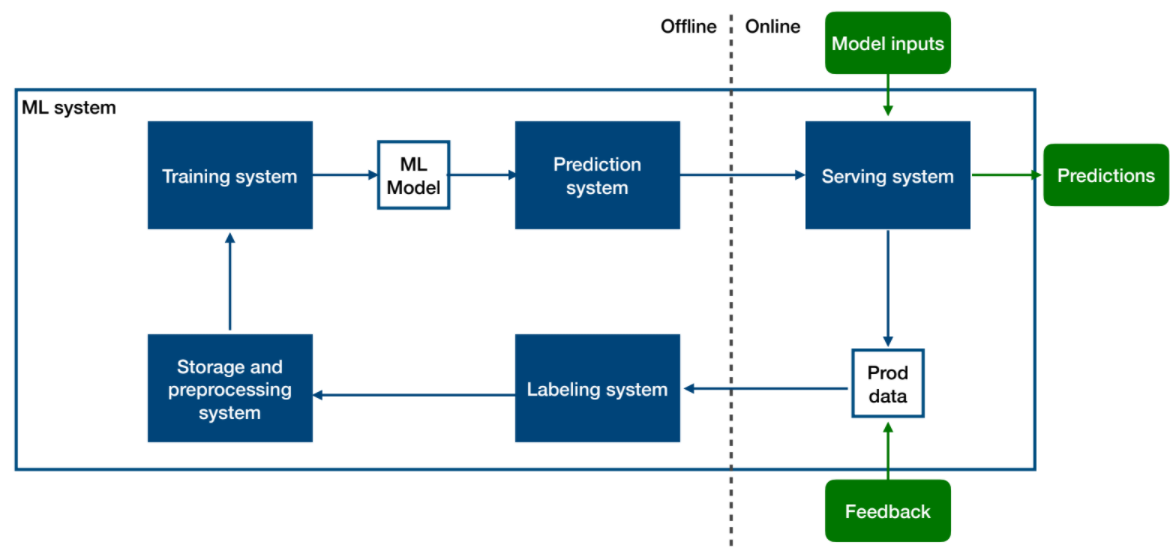 Offline
Online
Model inputs
ML system
Training system
ML
Model
Prediction
system
Serving system
Predictions
Storage and
preprocessing
system
Labeling system
Prod
data
Feedback